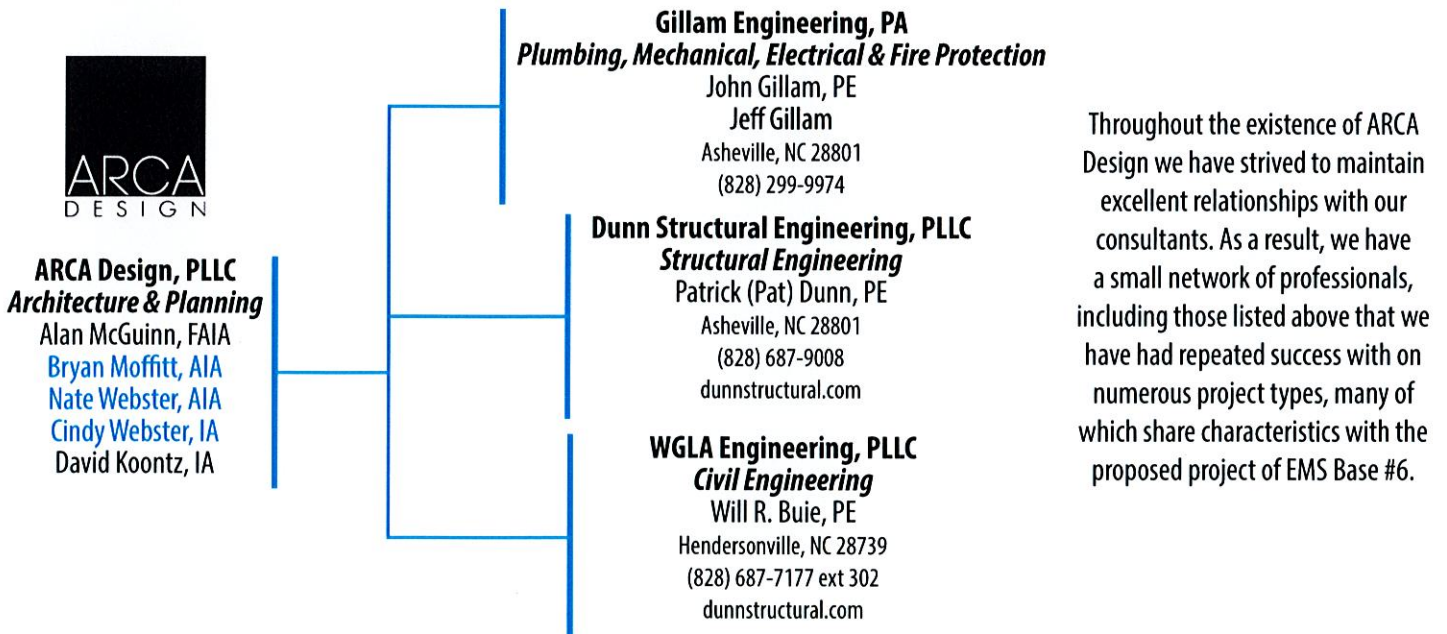 ARCA
DESIGN
ARCA Design, PLLC
Architecture & Planning
Alan McGuinn, FAIA
Bryan Moffitt, AIA
Nate Webster, AIA
Cindy Webster, IA
David Koontz, IA
Gillam Engineering, PA
Plumbing, Mechanical, Electrical & Fire Protection
John Gillam, PE
Jeff Gillam
Asheville, NC 28801
(828) 299-9974
Dunn Structural Engineering, PLLC
Structural Engineering
Patrick (Pat) Dunn, PE
Asheville, NC 28801
(828) 687-9008
dunnstructural.com
WGLA Engineering, PLLC
Civil Engineering
Will R. Buie, PE
Hendersonville, NC 28739
(828) 687-7177 ext 302
dunnstructural.com
Throughout the existence of ARCA
Design we have strived to maintain
excellent relationships with our
consultants. As a result, we have
a small network of professionals,
including those listed above that we
have had repeated success with on
numerous project types, many of
which share characteristics with the
proposed project of EMS Base #6.